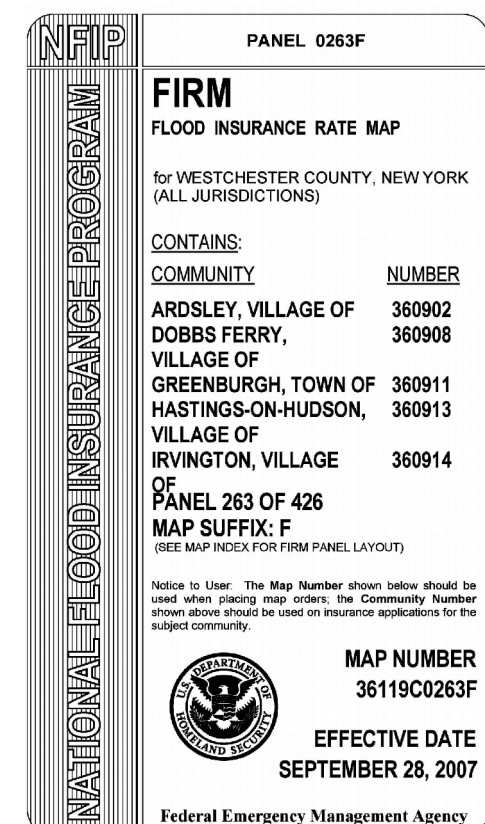 NFIP
PANEL 0263F
NATIONAL FLOOD INSURANCE PROGRAM
FIRM
FLOOD INSURANCE RATE MAP
for WESTCHESTER COUNTY, NEW YORK
(ALL JURISDICTIONS)
CONTAINS:
COMMUNITY NUMBER
ARDSLEY, VILLAGE OF 360902
DOBBS FERRY, 360908
VILLAGE OF
GREENBURGH, TOWN OF 360911
HASTINGS-ON-HUDSON, 360913
VILLAGE OF
IRVINGTON, VILLAGE 360914
OF
PANEL 263 OF 426
MAP SUFFIX: F
(SEE MAP INDEX FOR FIRM PANEL LAYOUT)
Notice to User: The Map Number shown below should be
used when placing map orders; the Community Number
shown above should be used on insurance applications for the
subject community.
U.S. DEPARTMENT OF
HOMELAND SECURITY
MAP NUMBER
36119C0263F
EFFECTIVE DATE
SEPTEMBER 28, 2007
Federal Emergency Management Agency